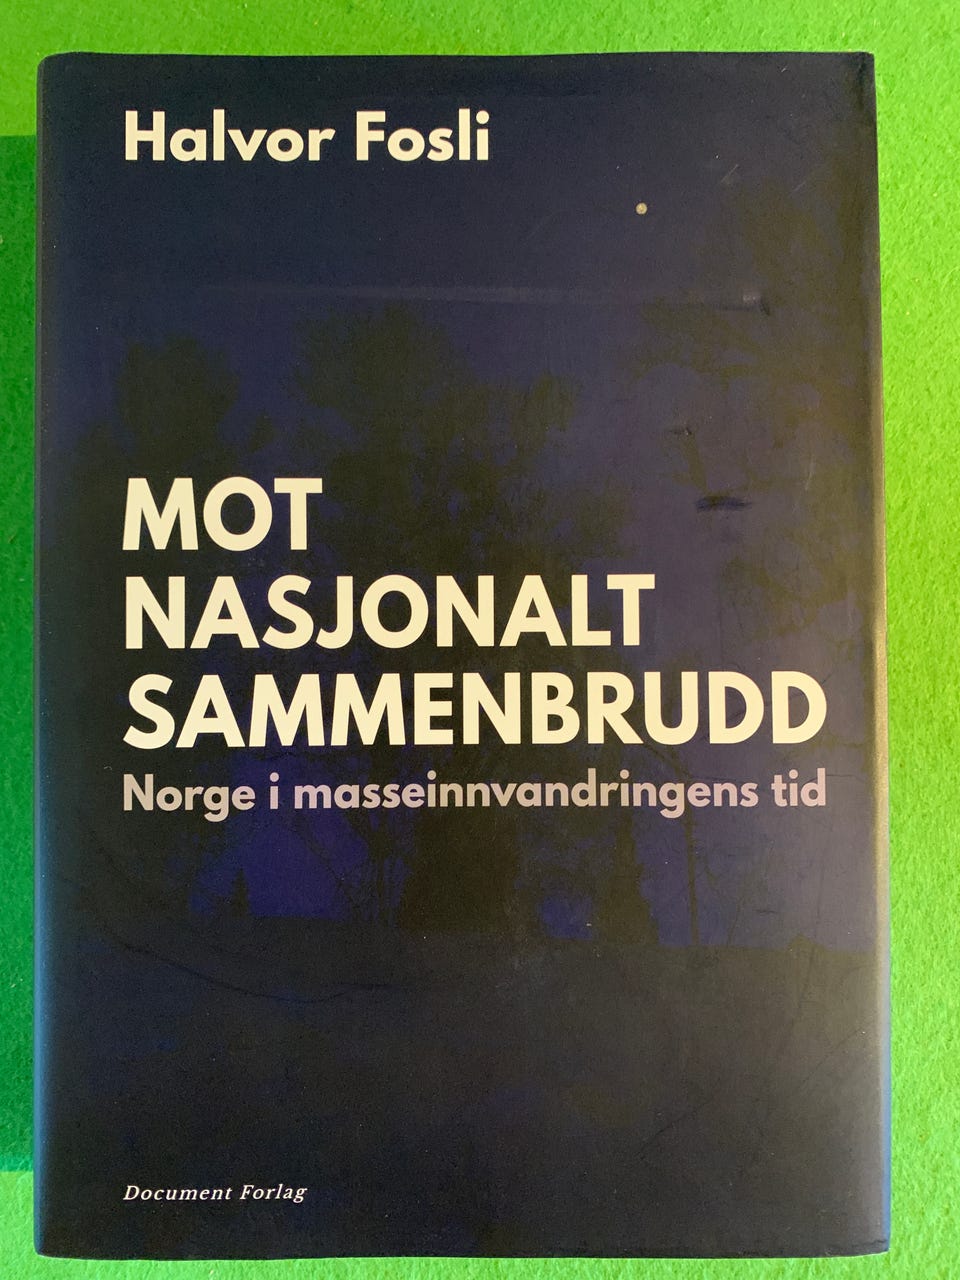 Halvor Fosli
MOT
NASJONALT
SAMMENBRUDD
Norge i masseinnvandringens tid
Document Forlag